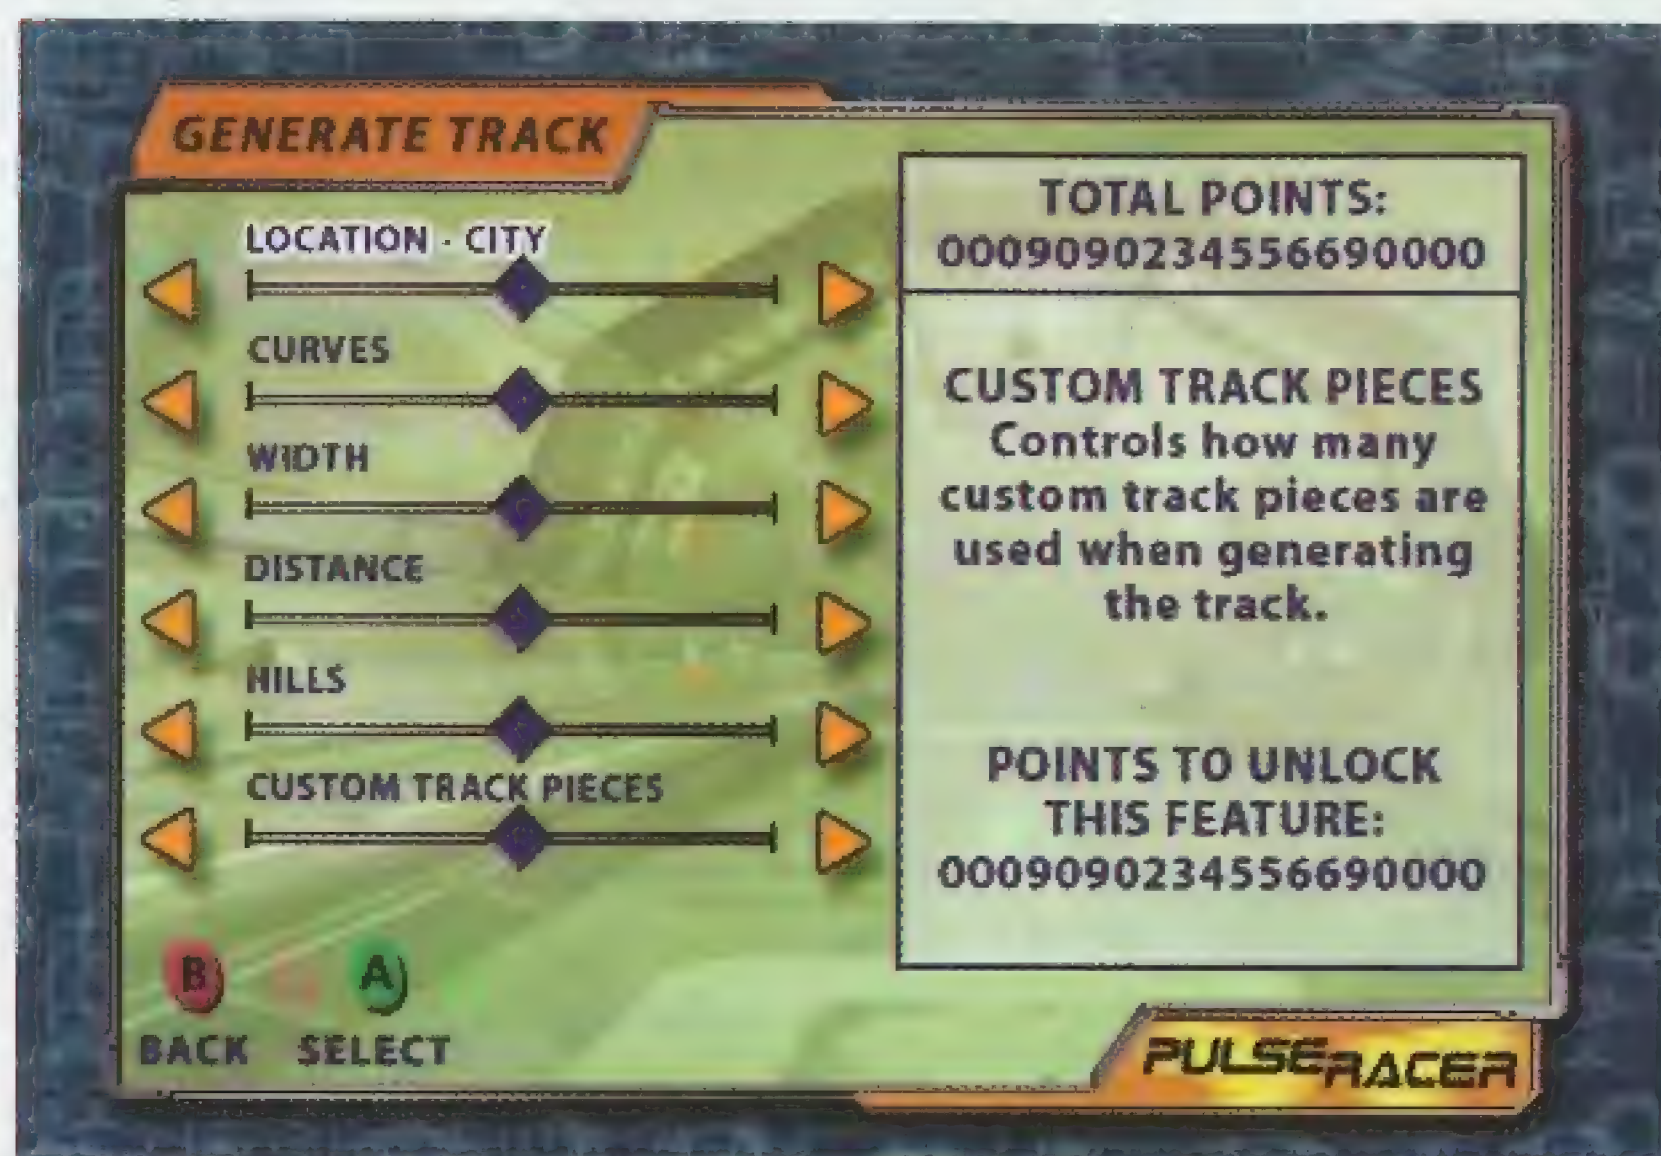 GENERATE TRACK
LOCATION - CITY
CURVES
WIDTH
DISTANCE
HILLS
CUSTOM TRACK PIECES
B
A
BACK
SELECT
TOTAL POINTS:
0009090234556690000
CUSTOM TRACK PIECES
Controls how many
custom track pieces are
used when generating
the track.
POINTS TO UNLOCK
THIS FEATURE:
0009090234556690000
PULSERACER